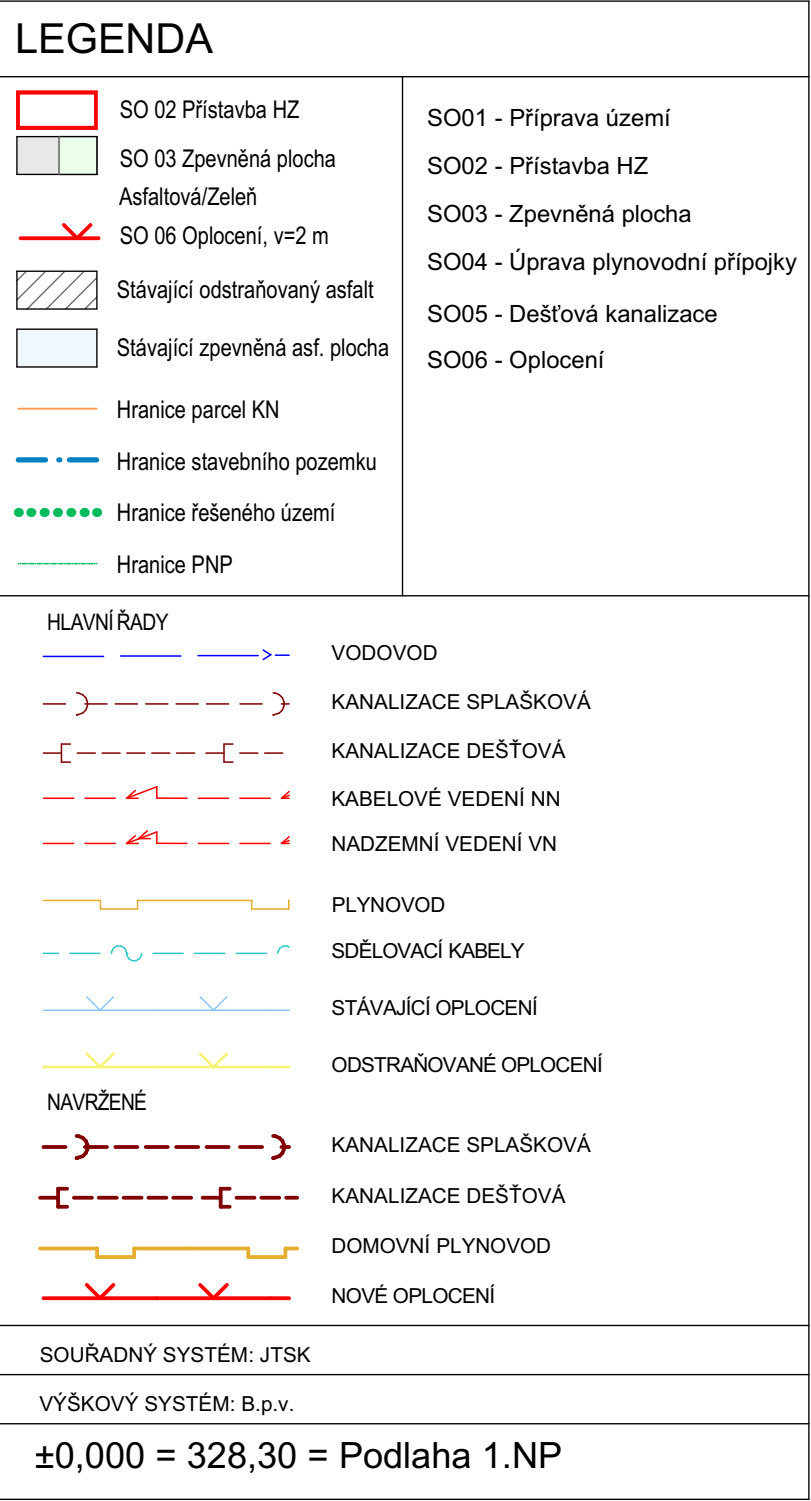 LEGENDA
SO 02 Přístavba HZ
SO 03 Zpevněná plocha
Asfaltová/Zeleň
SO 06 Oplocení, v=2 m
Stávající odstraňovaný asfalt
Stávající zpevněná asf. plocha
Hranice parcel KN
Hranice stavebního pozemku
Hranice řešeného území
Hranice PNP
SO01 - Příprava území
SO02 - Přístavba HZ
SO03 - Zpevněná plocha
SO04 - Úprava plynovodní přípojky
SO05 - Dešťová kanalizace
SO06 - Oplocení
HLAVNÍ ŘADY
VODOVOD
KANALIZACE SPLAŠKOVÁ
KANALIZACE DEŠŤOVÁ
KABELOVÉ VEDENÍ NN
NADZEMNÍ VEDENÍ VN
PLYNOVOD
SDĚLOVACÍ KABELY
STÁVAJÍCÍ OPLOCENÍ
ODSTRAŇOVANÉ OPLOCENÍ
NAVRŽENÉ
KANALIZACE SPLAŠKOVÁ
KANALIZACE DEŠŤOVÁ
DOMOVNÍ PLYNOVOD
NOVÉ OPLOCENÍ
SOUŘADNÝ SYSTÉM: JTSK
VÝŠKOVÝ SYSTÉM: B.p.v.
±0,000 = 328,30 = Podlaha 1.NP